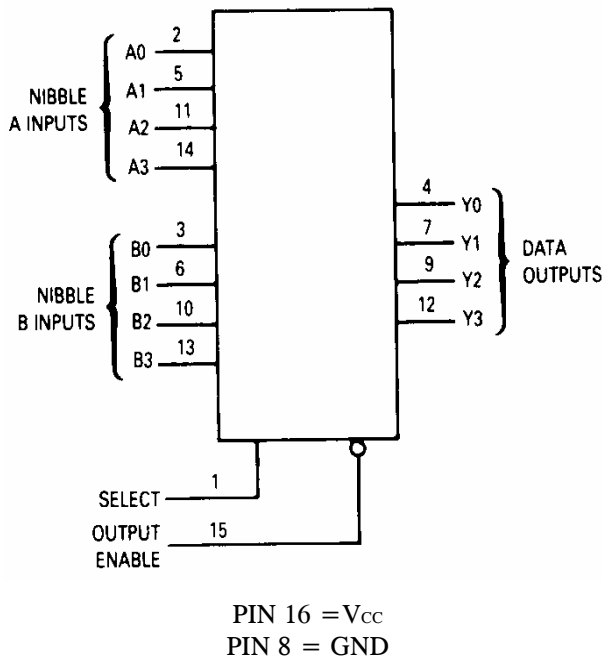 NIBBLE
A INPUTS
A0 2
A1 5
A2 11
A3 14
NIBBLE
B INPUTS
B0 3
B1 6
B2 10
B3 13
4 Y0
7 Y1
9 Y2
12 Y3
DATA
OUTPUTS
SELECT 1
OUTPUT
ENABLE
15
PIN 16 =Vcc
PIN 8 = GND